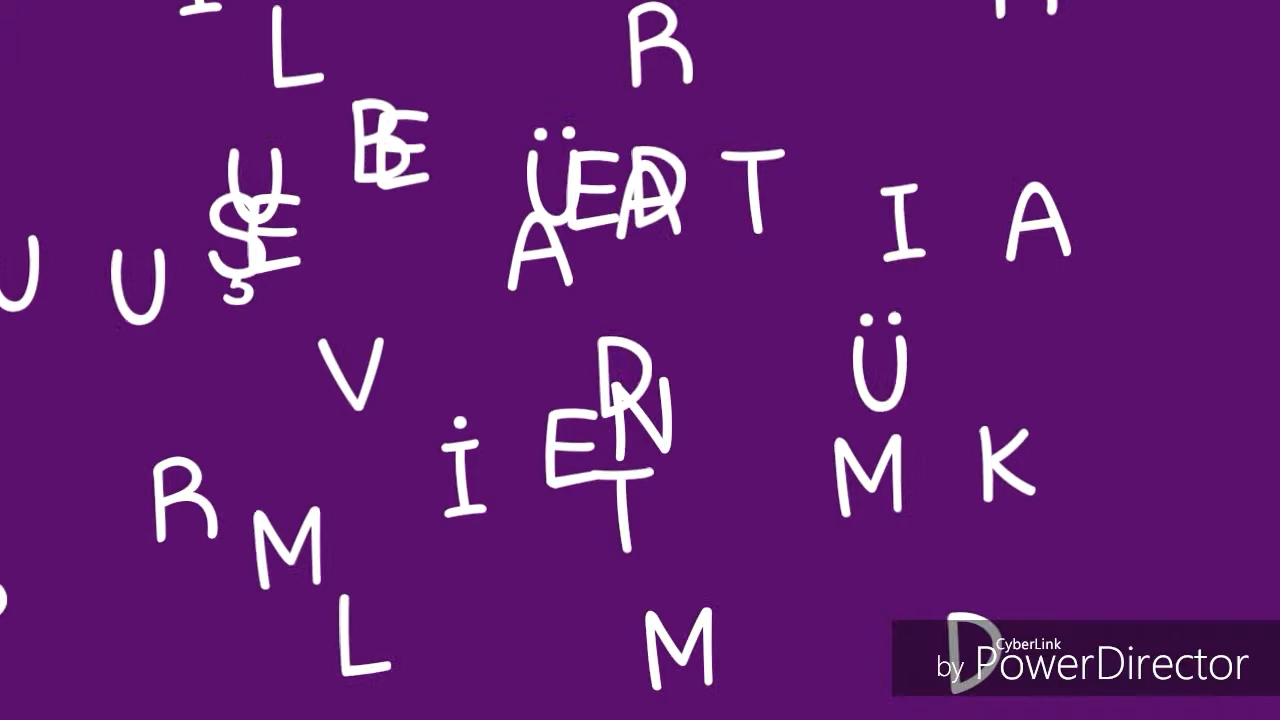 L R
B E
U Ü E D A T
Ş E A I A
U U
V D Ü
N
İ E M K
R T
M
L M D
CyberLink
by PowerDirector